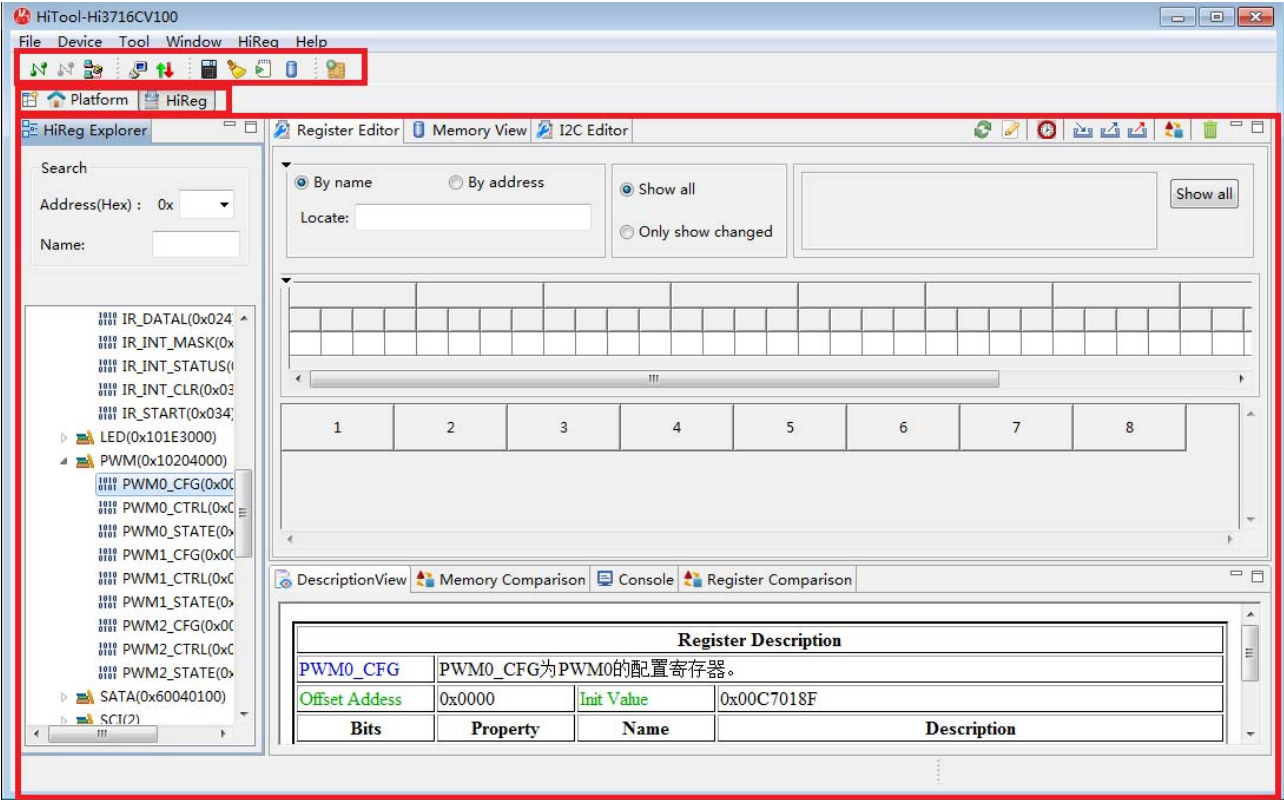 HiTool-Hi3716CV100
File Device Tool Window HiReg Help
Platform HiReg
HiReg Explorer
Search
Address(Hex) : 0x
Name:
IR_DATAL(0x024)
IR_INT_MASK(0x
IR_INT_STATUS(
IR_INT_CLR(0x03
IR_START(0x034)
LED(0x101E3000)
PWM(0x10204000)
PWM0_CFG(0x00
PWM0_CTRL(0x0
PWM0_STATE(0x
PWM1_CFG(0x00
PWM1_CTRL(0x0
PWM1_STATE(0x
PWM2_CFG(0x00
PWM2_CTRL(0x0
PWM2_STATE(0x
SATA(0x60040100)
SCI(2)
Register Editor Memory View I2C Editor
By name By address
Locate:
Show all
Only show changed
Show all
1 2 3 4 5 6 7 8
DescriptionView Memory Comparison Console Register Comparison
Register Description
PWM0_CFG PWM0_CFG为PWM0的配置寄存器。
Offset Addess 0x0000 Init Value 0x00C7018F
Bits Property Name Description